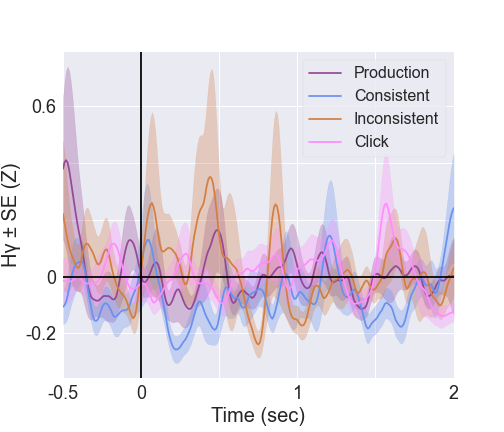 Production
Consistent
Inconsistent
Click
Hγ ± SE (Z)
0.6
0
-0.2
-0.5
0
1
2
Time (sec)